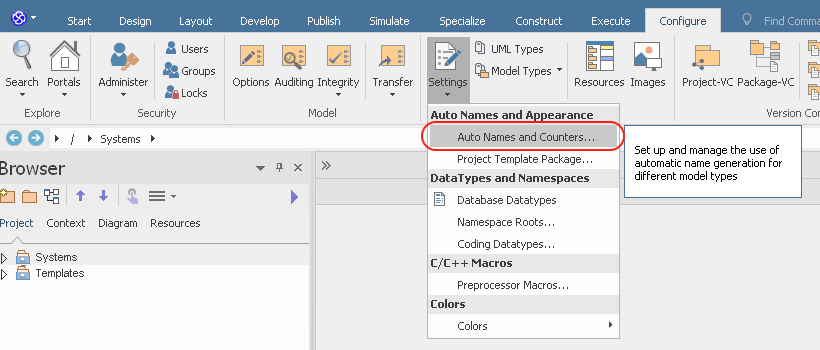 Start Design Layout Develop Publish Simulate Specialize Construct Execute Configure Find Comma
Search Portals Administer Users Groups Locks Options Auditing Integrity Transfer Settings UML Types Model Types Resources Images Project-VC Package-VC
Explore Security Model Version Con
/ Systems
Auto Names and Appearance
Auto Names and Counters...
Project Template Package...
DataTypes and Namespaces
Database Datatypes
Namespace Roots...
Coding Datatypes...
C/C++ Macros
Preprocessor Macros...
Colors
Colors
Set up and manage the use of
automatic name generation for
different model types
Browser
Project Context Diagram Resources
Systems
Templates